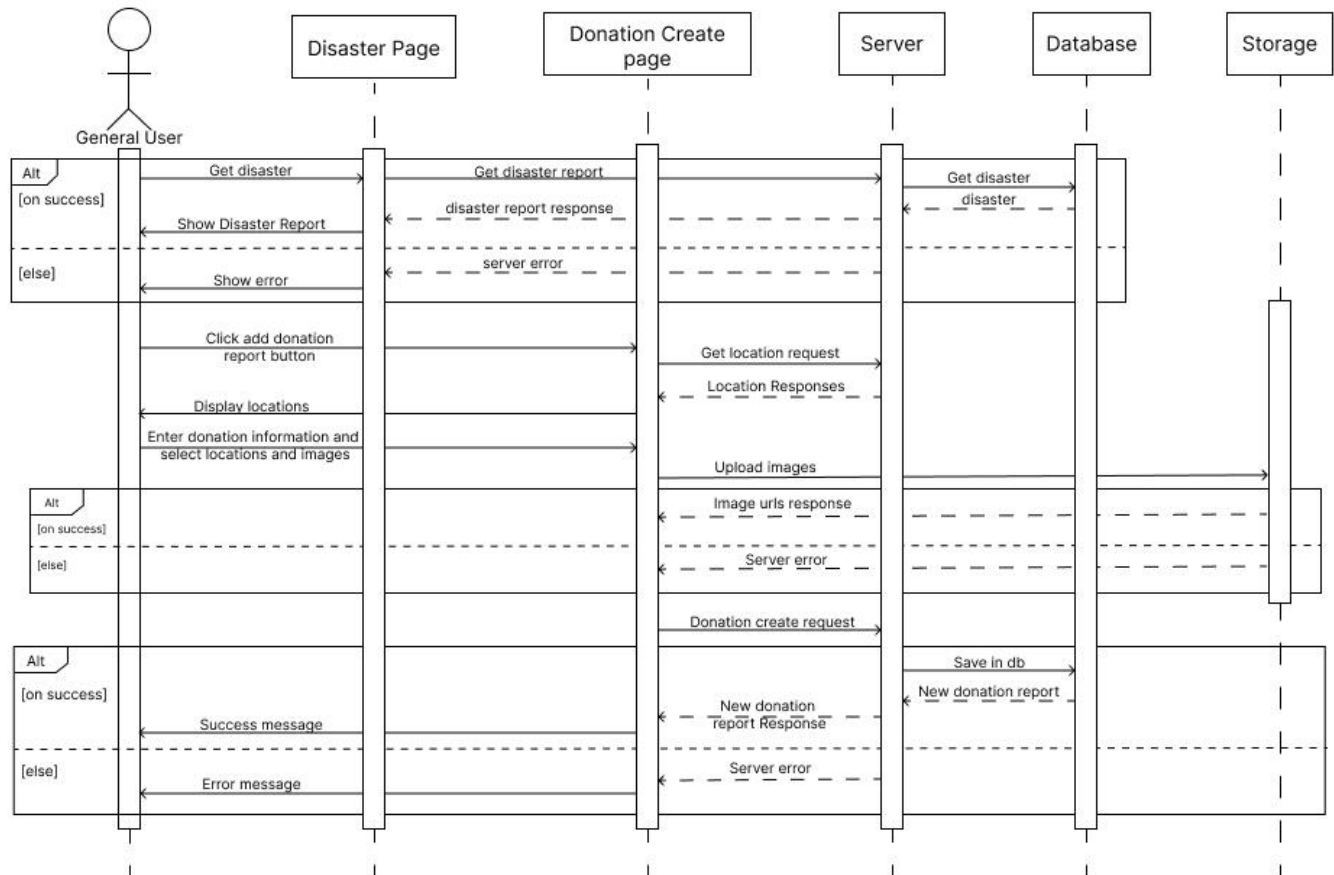 Disaster Page
Donation Create
page
Server
Database
Storage
General User
Alt
Get disaster
Get disaster report
Get disaster
[on success]
disaster report response
disaster
Show Disaster Report
[else]
server error
Show error
Click add donation
report button
Get location request
Location Responses
Display locations
Enter donation information and
select locations and images
Upload images
Alt
Image urls response
[on success]
[else]
Server error
Donation create request
Alt
Save in db
[on success]
New donation report
New donation
report Response
Success message
[else]
Server error
Error message